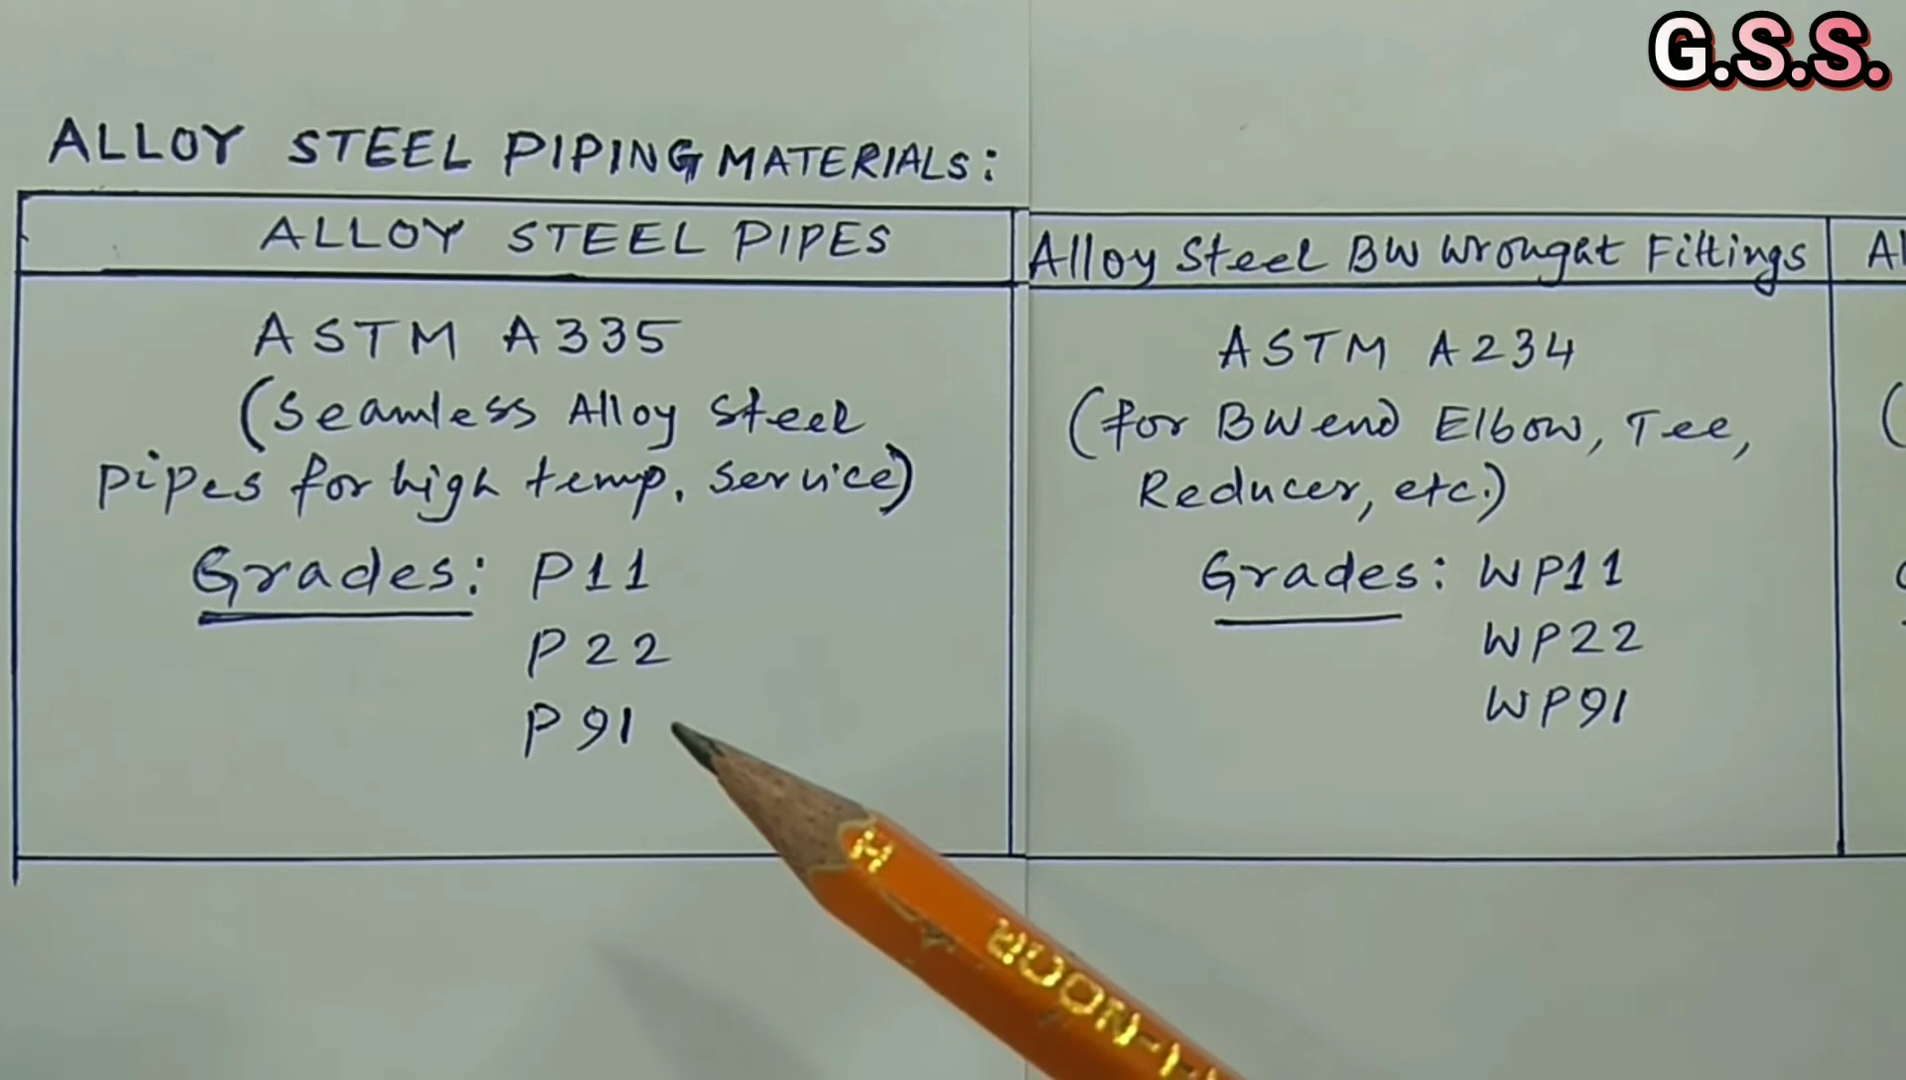 G.S.S.
ALLOY STEEL PIPING MATERIALS:
ALLOY STEEL PIPES
ASTM A335
(Seamless Alloy Steel
pipes for high temp. service)
Grades: P11
P22
P91
Alloy Steel BW Wrought Fittings
ASTM A234
(for BW end Elbow, Tee,
Reducer, etc.)
Grades: WP11
WP22
WP91
Al
(
H